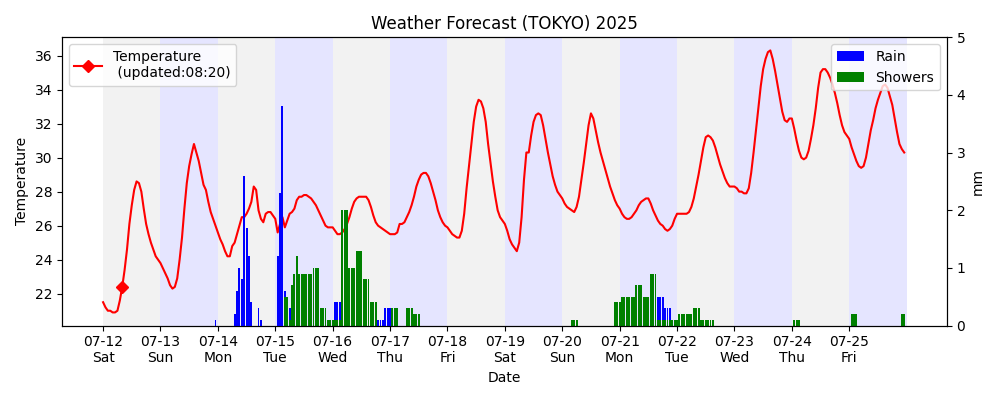 Weather Forecast (TOKYO) 2025
Temperature
(updated:08:20)
Rain
Showers
36
34
32
30
28
26
24
22
Temperature
5
4
3
2
1
0
mm
07-12 07-13 07-14 07-15 07-16 07-17 07-18 07-19 07-20 07-21 07-22 07-23 07-24 07-25
Sat Sun Mon Tue Wed Thu Fri Sat Sun Mon Tue Wed Thu Fri
Date